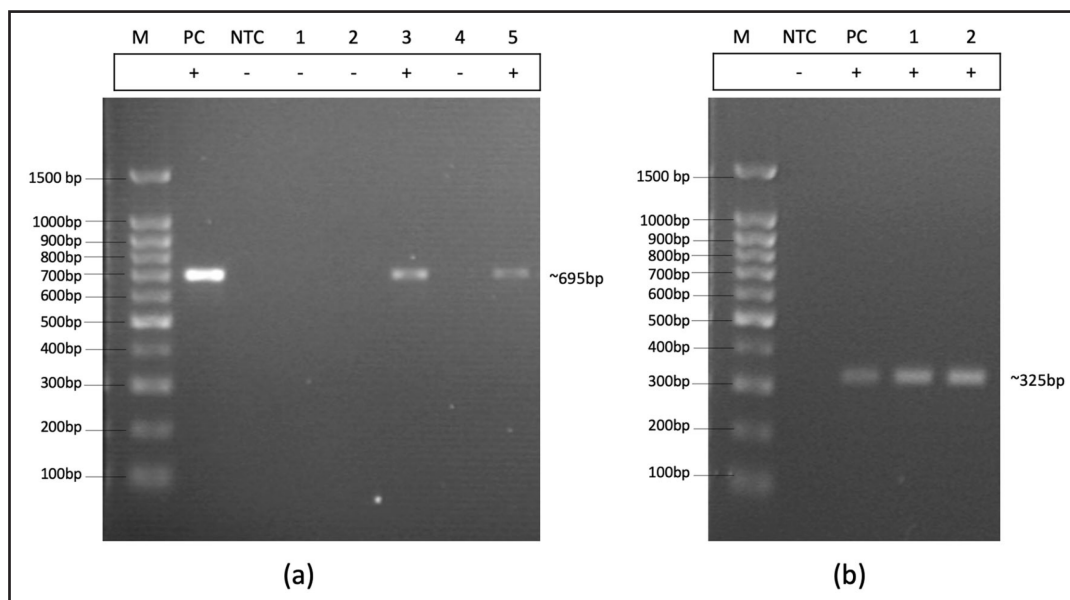 M PC NTC 1 2 3 4 5
+ - - - + - +
1500 bp
1000bp
900bp
800bp
700bp
600bp
500bp
400bp
300bp
200bp
100bp
~695bp
(a)
M NTC PC 1 2
- + + +
1500 bp
1000bp
900bp
800bp
700bp
600bp
500bp
400bp
300bp
200bp
100bp
~325bp
(b)